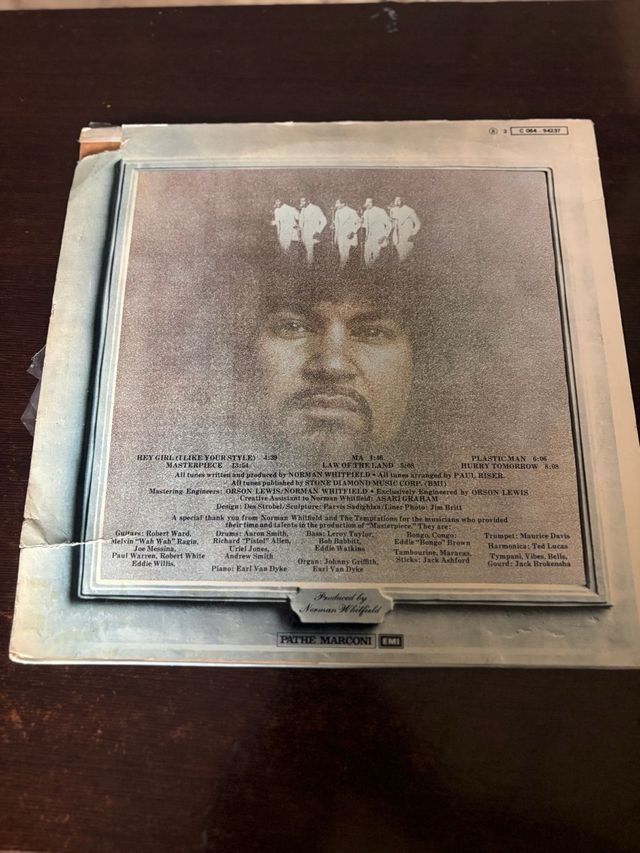 Ⓐ 3 C 064 - 94237
HEY GIRL (I LIKE YOUR STYLE) 4:39 MA 4:46 PLASTIC MAN 6:06
MASTERPIECE 13:54 LAW OF THE LAND 5:08 HURRY TOMORROW 8:08
All tunes written and produced by NORMAN WHITFIELD • All tunes arranged by PAUL RISER.
All tunes published by STONE DIAMOND MUSIC CORP. (BMI)
Mastering Engineers: ORSON LEWIS/NORMAN WHITFIELD • Exclusively Engineered by ORSON LEWIS
Creative Assistant to Norman Whitfield: ASARI GRAHAM
Design: Des Strobel/Sculpture: Parvis Sadighian/Liner Photo: Jim Britt
A special thank you from Norman Whitfield and The Temptations for the musicians who provided
their time and talents to the production of "Masterpiece." They are:
Guitars: Robert Ward, Drums: Aaron Smith, Bass: Leroy Taylor, Bongo, Congo: Trumpet: Maurice Davis
Melvin "Wah Wah" Ragin, Richard "Pistol" Allen, Bob Babbitt, Eddie "Bongo" Brown Harmonica: Ted Lucas
Joe Messina, Uriel Jones, Eddie Watkins Tambourine, Maracas, Tympani, Vibes, Bells,
Paul Warren, Robert White Andrew Smith Organ: Johnny Griffith, Sticks: Jack Ashford Gourd: Jack Brokensha
Eddie Willis, Piano: Earl Van Dyke Earl Van Dyke
Produced by
Norman Whitfield
PATHE MARCONI EMI